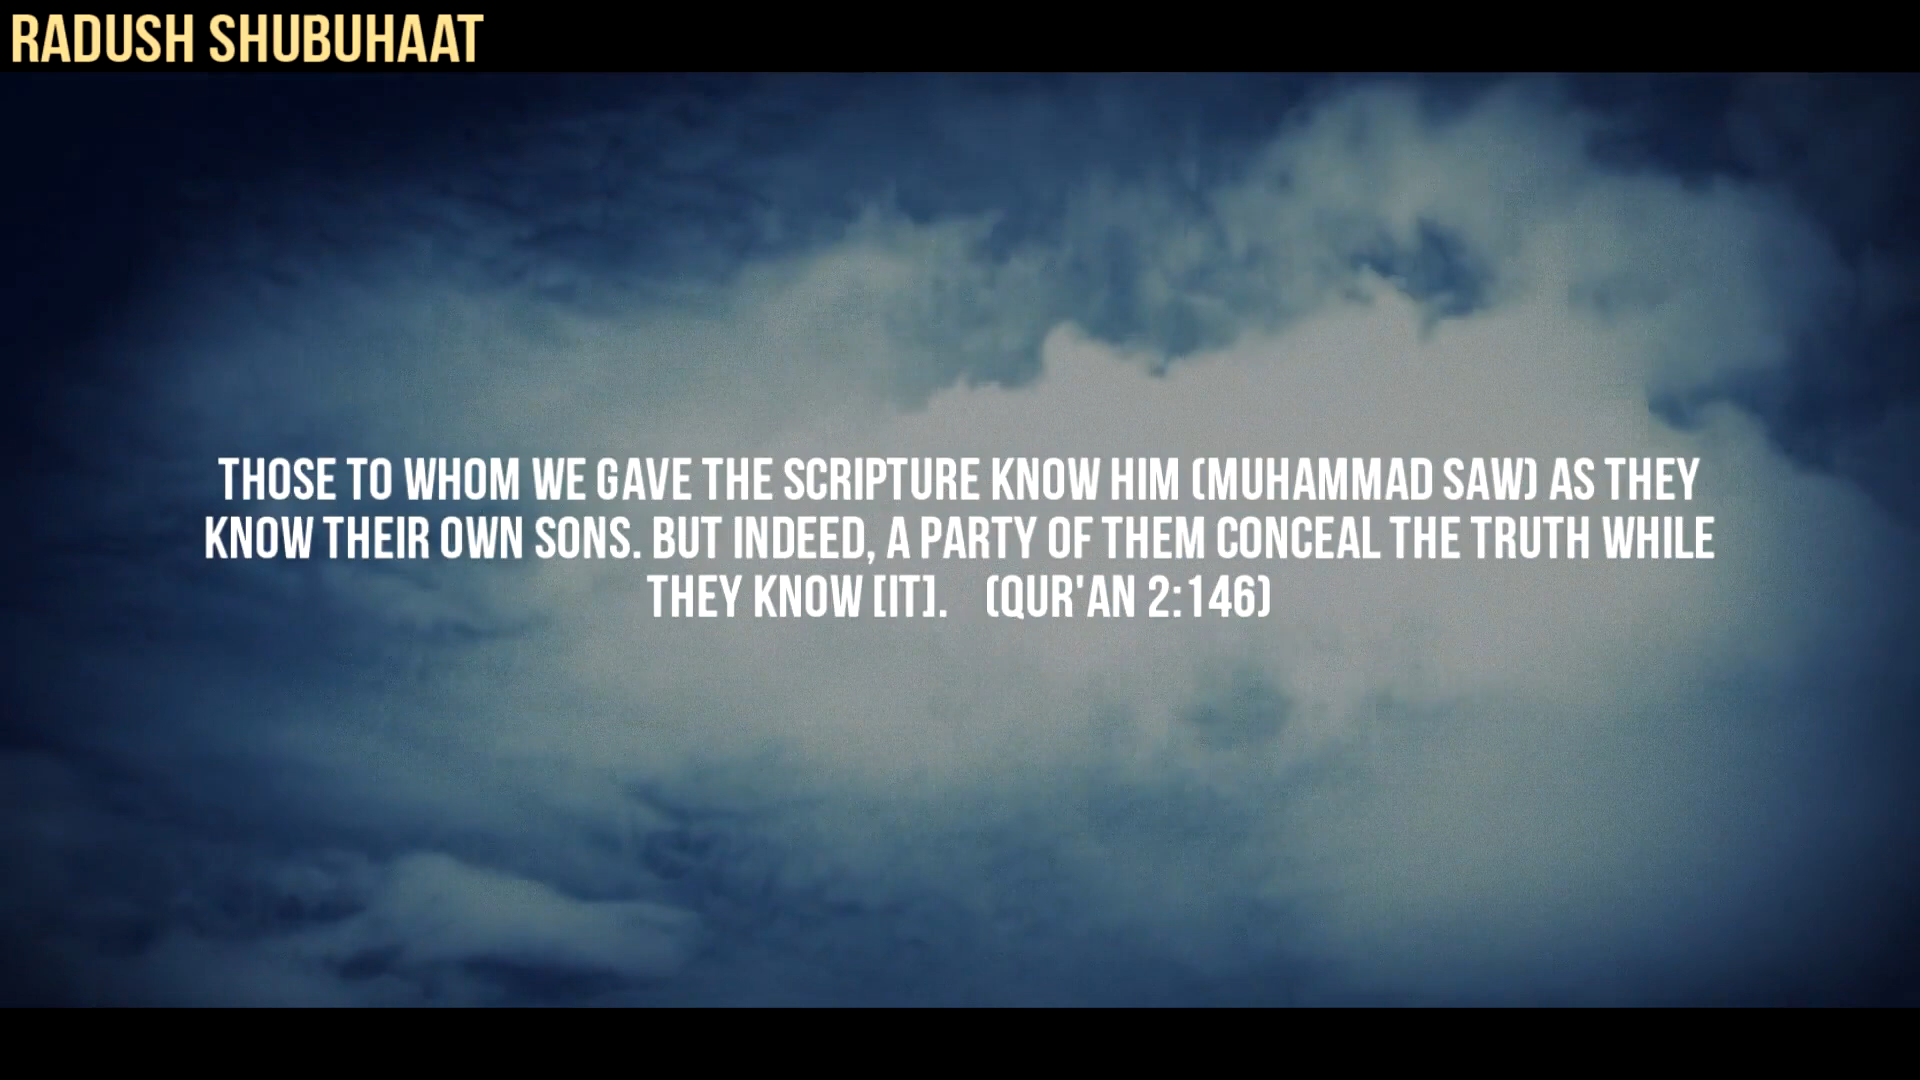 RADUSH SHUBUHAAT
THOSE TO WHOM WE GAVE THE SCRIPTURE KNOW HIM (MUHAMMAD SAW) AS THEY
KNOW THEIR OWN SONS. BUT INDEED, A PARTY OF THEM CONCEAL THE TRUTH WHILE
THEY KNOW [IT]. (QUR'AN 2:146)